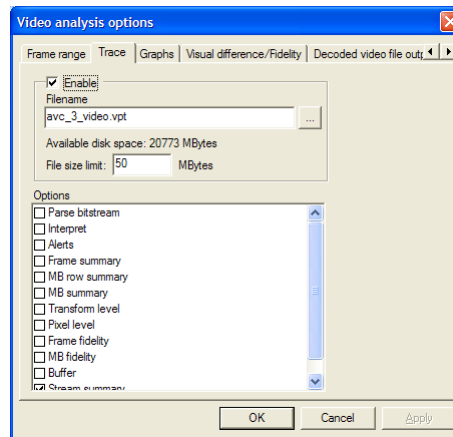 Video analysis options
Frame range Trace Graphs Visual difference/Fidelity Decoded video file outp
Enable
Filename
avc_3_video.vpt
...
Available disk space: 20773 MBytes
File size limit: 50 MBytes
Options
Parse bitstream
Interpret
Alerts
Frame summary
MB row summary
MB summary
Transform level
Pixel level
Frame fidelity
MB fidelity
Buffer
Stream summary
OK Cancel Apply